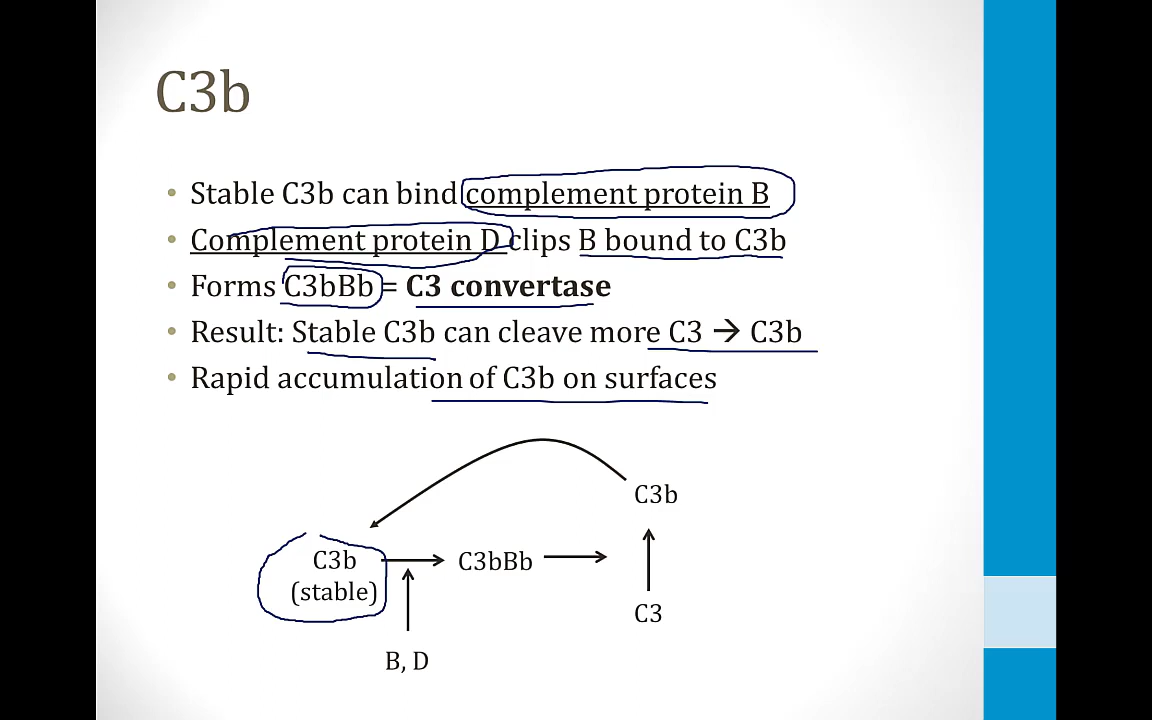 C3b
• Stable C3b can bind complement protein B
• Complement protein D clips B bound to C3b
• Forms C3bBb = C3 convertase
• Result: Stable C3b can cleave more C3 → C3b
• Rapid accumulation of C3b on surfaces
C3b
C3b
(stable)
C3bBb
C3
B, D